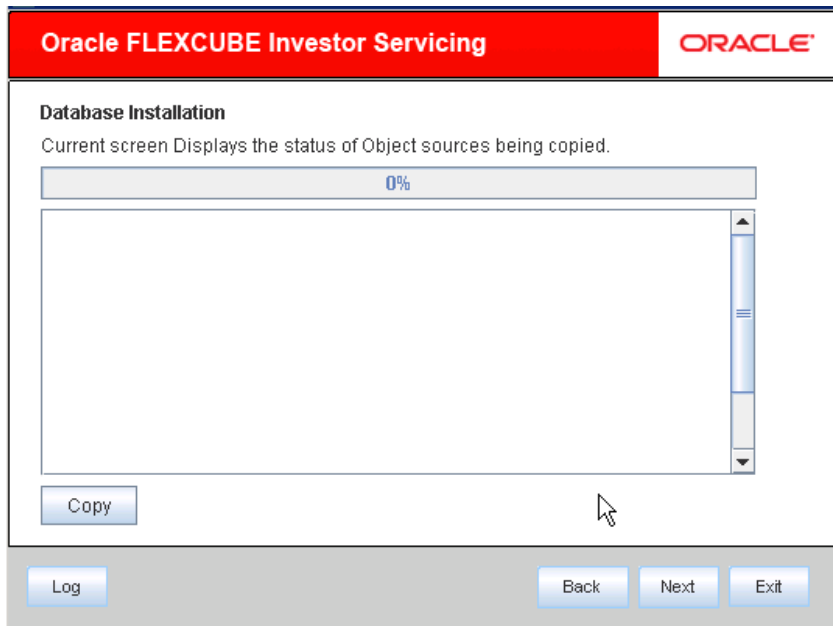 Oracle FLEXCUBE Investor Servicing
ORACLE
Database Installation
Current screen Displays the status of Object sources being copied.
0%
Copy
Log
Back
Next
Exit